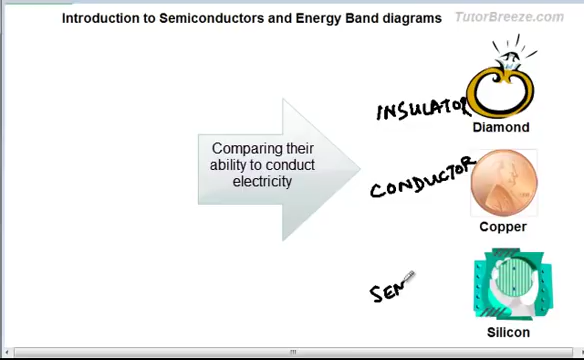 Introduction to Semiconductors and Energy Band diagrams
TutorBreeze.com
INSULATOR
Diamond
Comparing their
ability to conduct
electricity
CONDUCTOR
Copper
SEM
Silicon